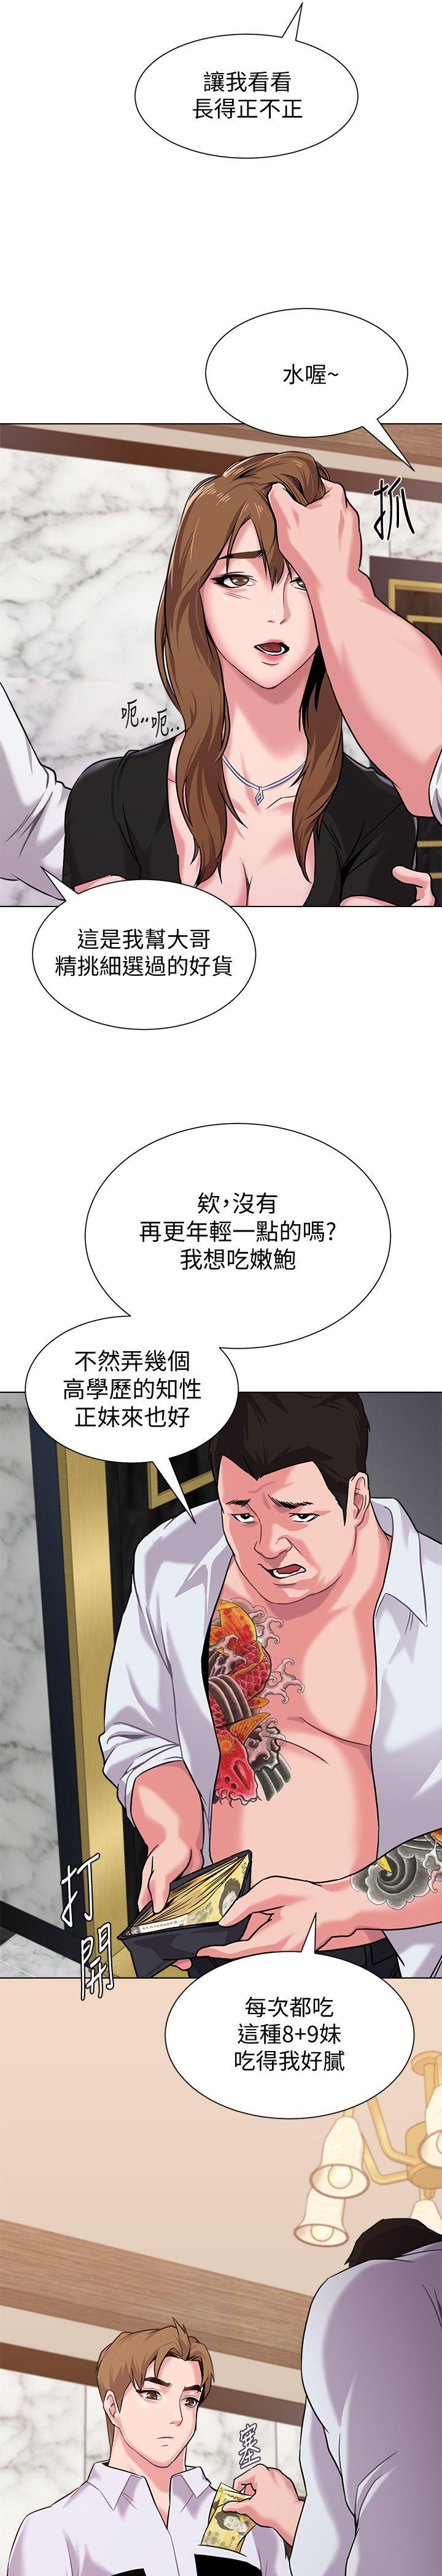 讓我看看
長得正不正
水喔~
抓
呃..呃..
這是我幫大哥
精挑細選過的好貨
欸,沒有
再更年輕一點的嗎?
我想吃嫩鮑
不然弄幾個
高學歷的知性
正妹來也好
打開
每次都吃
這種8+9妹
吃得我好膩
塞